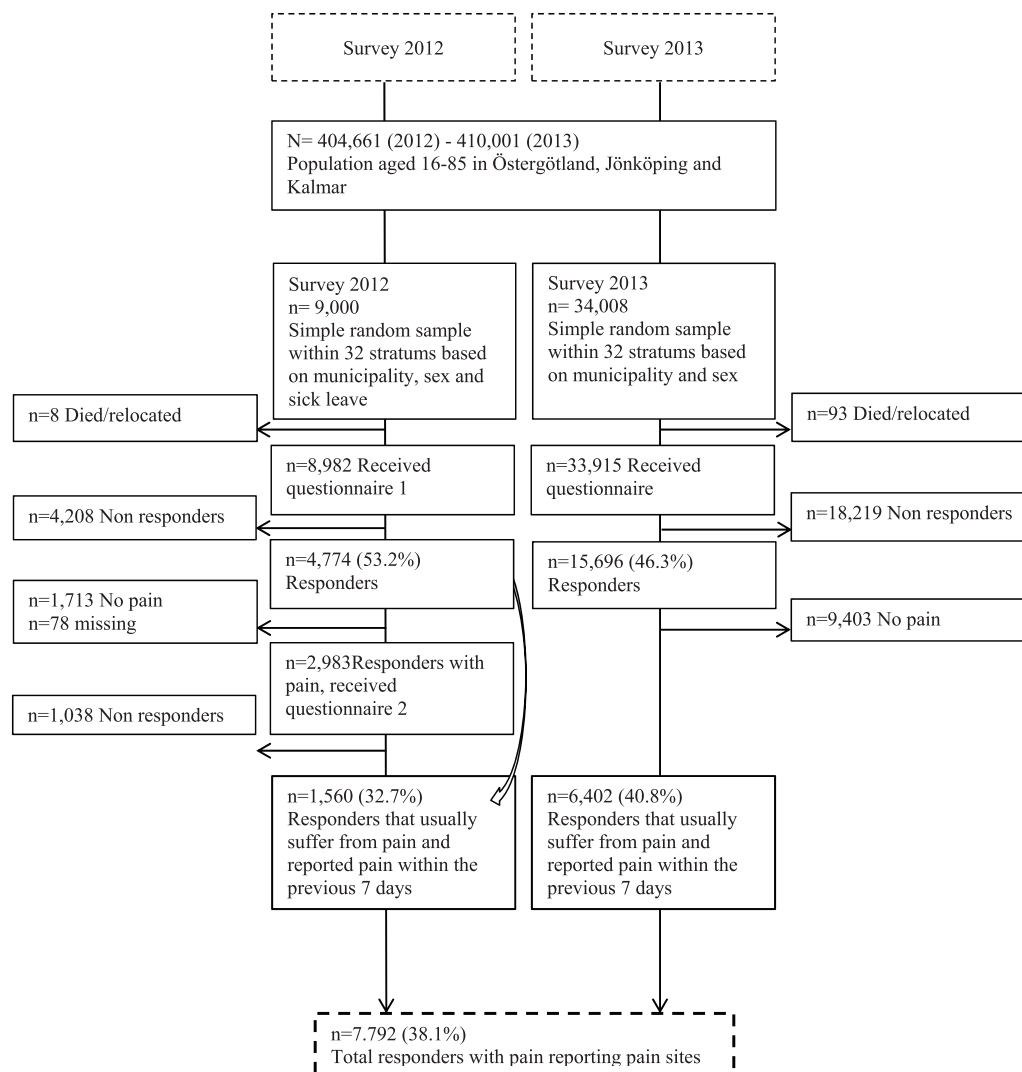 Survey 2012
Survey 2013
N= 404,661 (2012) - 410,001 (2013)
Population aged 16-85 in Östergötland, Jönköping and
Kalmar
Survey 2012
n= 9,000
Simple random sample
within 32 stratums based
on municipality, sex and
sick leave
Survey 2013
n= 34,008
Simple random sample
within 32 stratums based
on municipality and sex
n=8 Died/relocated
n=93 Died/relocated
n=8,982 Received
questionnaire 1
n=33,915 Received
questionnaire
n=4,208 Non responders
n=18,219 Non responders
n=4,774 (53.2%)
Responders
n=15,696 (46.3%)
Responders
n=1,713 No pain
n=78 missing
n=9,403 No pain
n=2,983Responders with
pain, received
questionnaire 2
n=1,038 Non responders
n=1,560 (32.7%)
Responders that usually
suffer from pain and
reported pain within the
previous 7 days
n=6,402 (40.8%)
Responders that usually
suffer from pain and
reported pain within the
previous 7 days
n=7.792 (38.1%)
Total responders with pain reporting pain sites